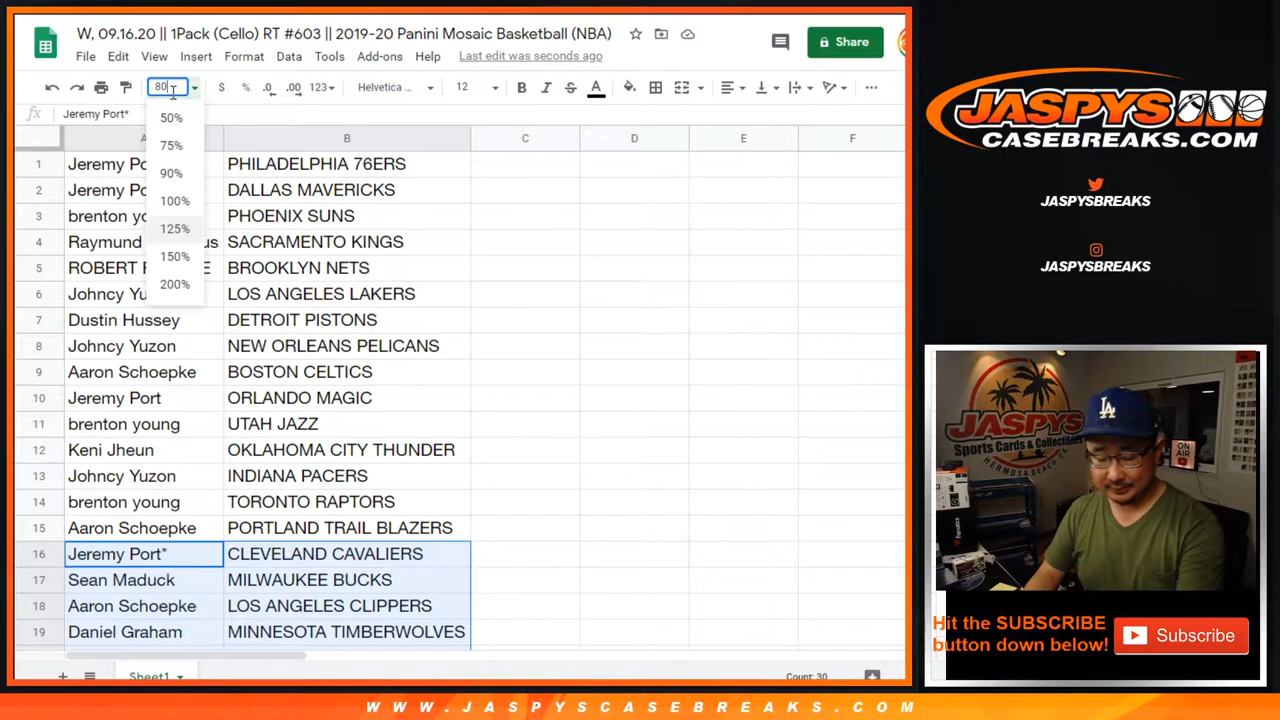 W, 09.16.20 || 1Pack (Cello) RT #603 || 2019-20 Panini Mosaic Basketball (NBA)
File Edit View Insert Format Data Tools Add-ons Help Last edit was seconds ago
Share
80 $ % .0 .00 123 Helvetica ... 12 B I S A
fx Jeremy Port*
50%
75%
90%
100%
125%
150%
200%
A B C D E F
1 Jeremy PHILADELPHIA 76ERS
2 Jeremy DALLAS MAVERICKS
3 brenton PHOENIX SUNS
4 Raymund SACRAMENTO KINGS
5 ROBERT BROOKLYN NETS
6 Johncy LOS ANGELES LAKERS
7 Dustin Hussey DETROIT PISTONS
8 Johncy Yuzon NEW ORLEANS PELICANS
9 Aaron Schoepke BOSTON CELTICS
10 Jeremy Port ORLANDO MAGIC
11 brenton young UTAH JAZZ
12 Keni Jheun OKLAHOMA CITY THUNDER
13 Johncy Yuzon INDIANA PACERS
14 brenton young TORONTO RAPTORS
15 Aaron Schoepke PORTLAND TRAIL BLAZERS
16 Jeremy Port* CLEVELAND CAVALIERS
17 Sean Maduck MILWAUKEE BUCKS
18 Aaron Schoepke LOS ANGELES CLIPPERS
19 Daniel Graham MINNESOTA TIMBERWOLVES
Sheet1
Count: 30
JASPYS
CASEBREAKS.COM
JASPYSBREAKS
JASPYSBREAKS
JASPYS
Sports Cards & Collectibles
HERMOSA BEACH
LA
ON
AIR
Fanatics
Hit the SUBSCRIBE
button down below!
Subscribe
WWW.JASPYSCASEBREAKS.COM